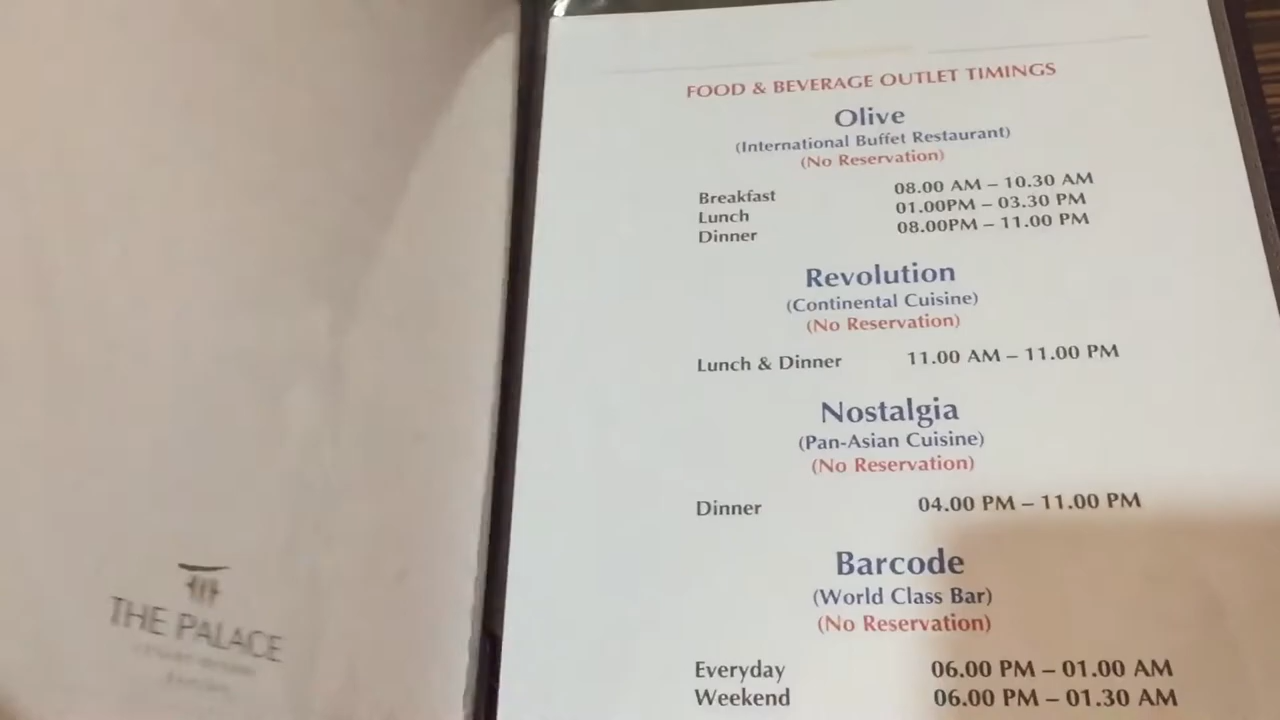 THE PALACE
FOOD & BEVERAGE OUTLET TIMINGS
Olive
(International Buffet Restaurant)
(No Reservation)
Breakfast 08.00 AM – 10.30 AM
Lunch 01.00PM – 03.30 PM
Dinner 08.00PM – 11.00 PM
Revolution
(Continental Cuisine)
(No Reservation)
Lunch & Dinner 11.00 AM – 11.00 PM
Nostalgia
(Pan-Asian Cuisine)
(No Reservation)
Dinner 04.00 PM – 11.00 PM
Barcode
(World Class Bar)
(No Reservation)
Everyday 06.00 PM – 01.00 AM
Weekend 06.00 PM – 01.30 AM